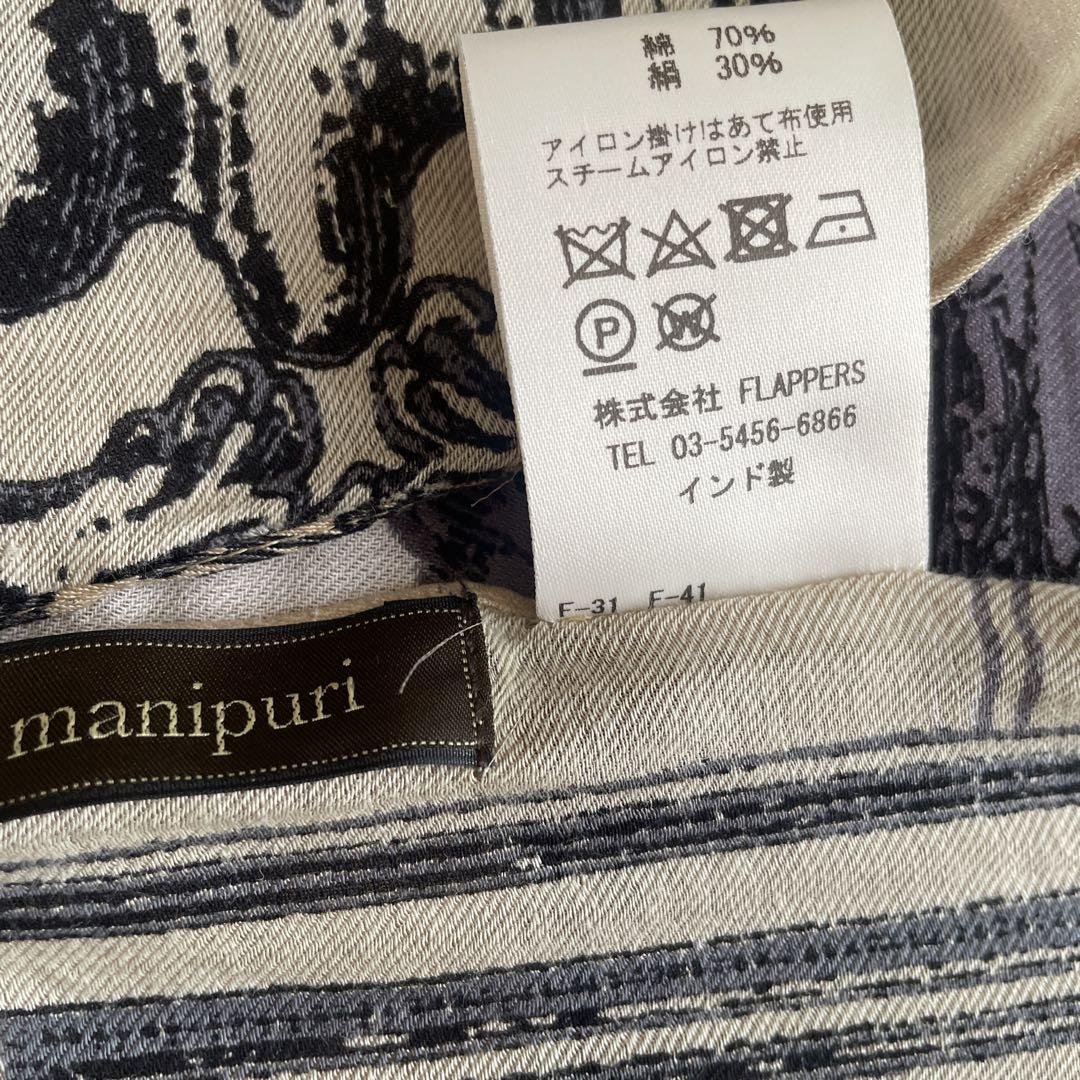 綿 70%
絹 30%
アイロン掛けはあて布使用
スチームアイロン禁止
P
W
株式会社 FLAPPERS
TEL 03-5456-6866
インド製
F-31 F-41
manipuri